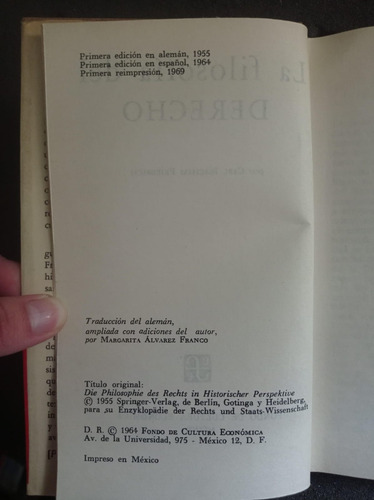 Primera edición en alemán, 1955
Primera edición en español, 1964
Primera reimpresión, 1969
La filosofía del
DERECHO
Traducción del alemán,
ampliada con adiciones del autor,
por MARGARITA ÁLVAREZ FRANCO
Título original:
Die Philosophie des Rechts in Historischer Perspektive
© 1955 Springer-Verlag, de Berlín, Gotinga y Heidelberg,
para su Enzyklopädie der Rechts und Staats-Wissenschaft
D. R. © 1964 FONDO DE CULTURA ECONÓMICA
Av. de la Universidad, 975 - México 12, D. F.
Impreso en México